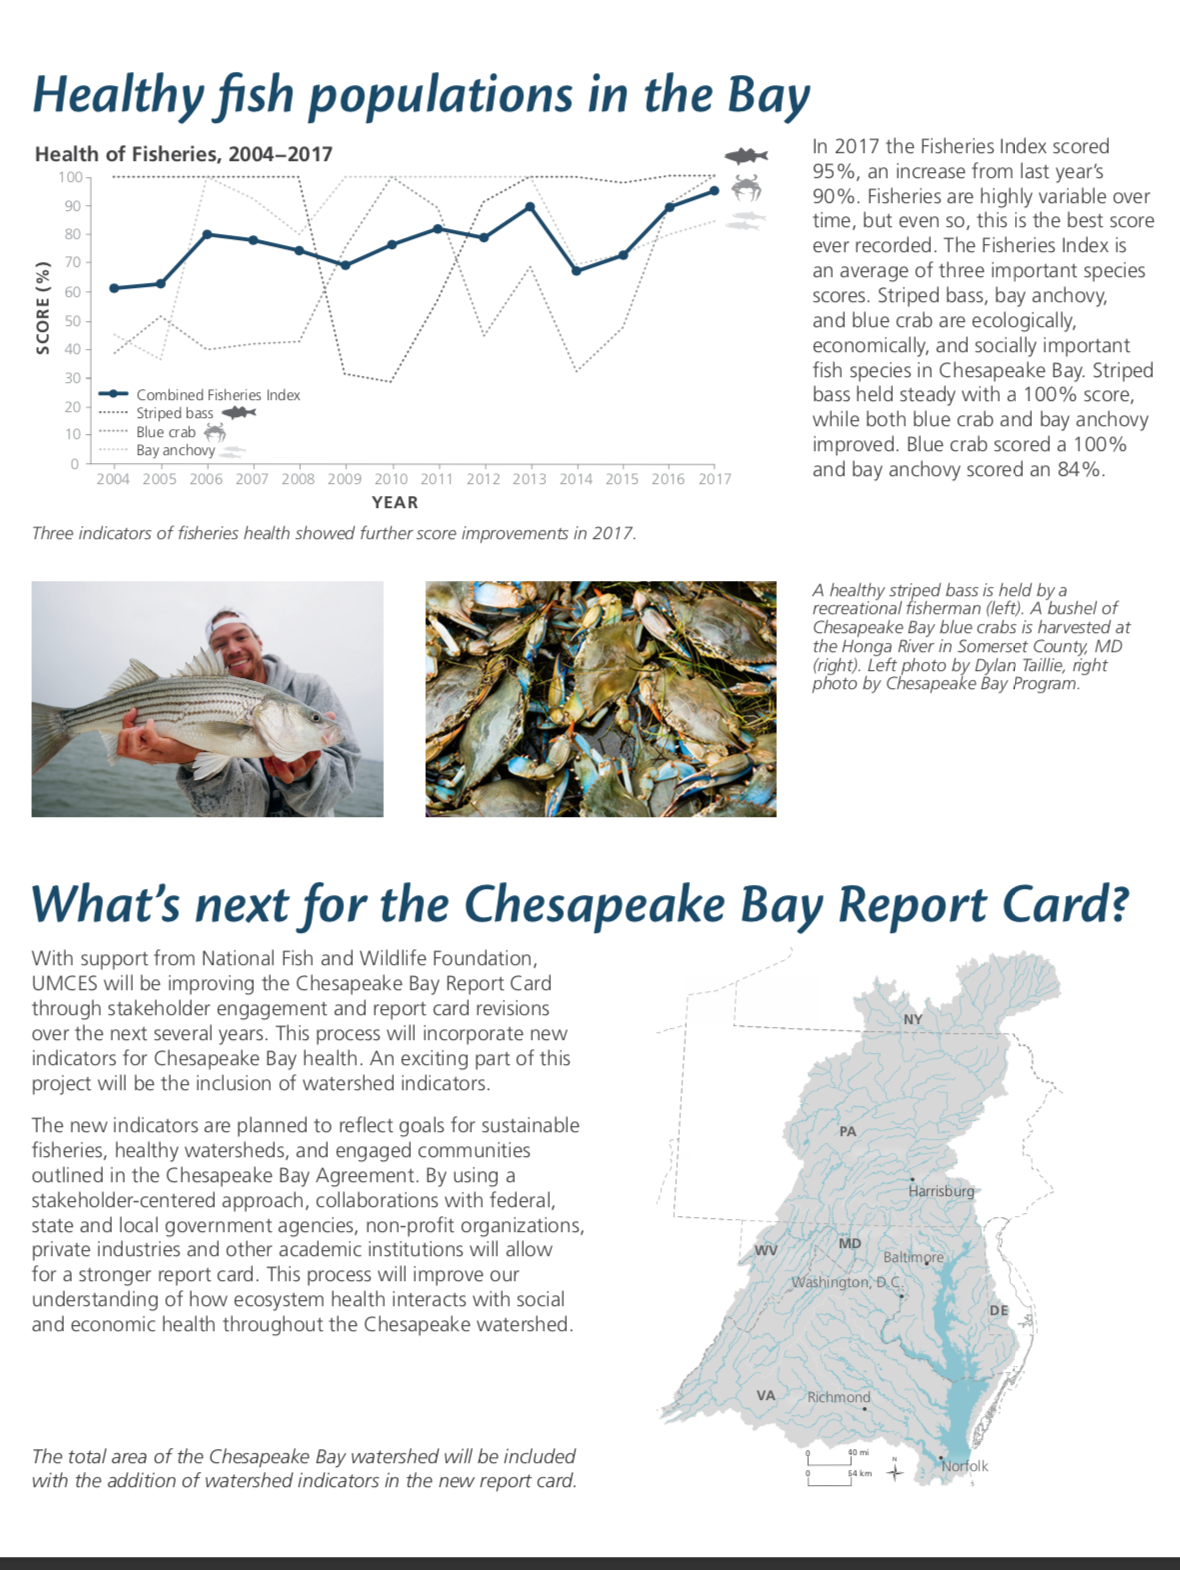 Healthy fish populations in the Bay
Health of Fisheries, 2004–2017
100
90
80
70
60
50
40
30
20
10
0
SCORE (%)
Combined Fisheries Index
Striped bass
Blue crab
Bay anchovy
2004 2005 2006 2007 2008 2009 2010 2011 2012 2013 2014 2015 2016 2017
YEAR
Three indicators of fisheries health showed further score improvements in 2017.
In 2017 the Fisheries Index scored
95%, an increase from last year's
90%. Fisheries are highly variable over
time, but even so, this is the best score
ever recorded. The Fisheries Index is
an average of three important species
scores. Striped bass, bay anchovy,
and blue crab are ecologically,
economically, and socially important
fish species in Chesapeake Bay. Striped
bass held steady with a 100% score,
while both blue crab and bay anchovy
improved. Blue crab scored a 100%
and bay anchovy scored an 84%.
A healthy striped bass is held by a
recreational fisherman (left). A bushel of
Chesapeake Bay blue crabs is harvested at
the Honga River in Somerset County, MD
(right). Left photo by Dylan Taillie, right
photo by Chesapeake Bay Program.
What's next for the Chesapeake Bay Report Card?
With support from National Fish and Wildlife Foundation,
UMCES will be improving the Chesapeake Bay Report Card
through stakeholder engagement and report card revisions
over the next several years. This process will incorporate new
indicators for Chesapeake Bay health. An exciting part of this
project will be the inclusion of watershed indicators.
The new indicators are planned to reflect goals for sustainable
fisheries, healthy watersheds, and engaged communities
outlined in the Chesapeake Bay Agreement. By using a
stakeholder-centered approach, collaborations with federal,
state and local government agencies, non-profit organizations,
private industries and other academic institutions will allow
for a stronger report card. This process will improve our
understanding of how ecosystem health interacts with social
and economic health throughout the Chesapeake watershed.
The total area of the Chesapeake Bay watershed will be included
with the addition of watershed indicators in the new report card.
NY
PA
Harrisburg
WV
MD
Baltimore
Washington, D.C.
DE
VA
Richmond
0 40 mi
0 64 km
N
Norfolk